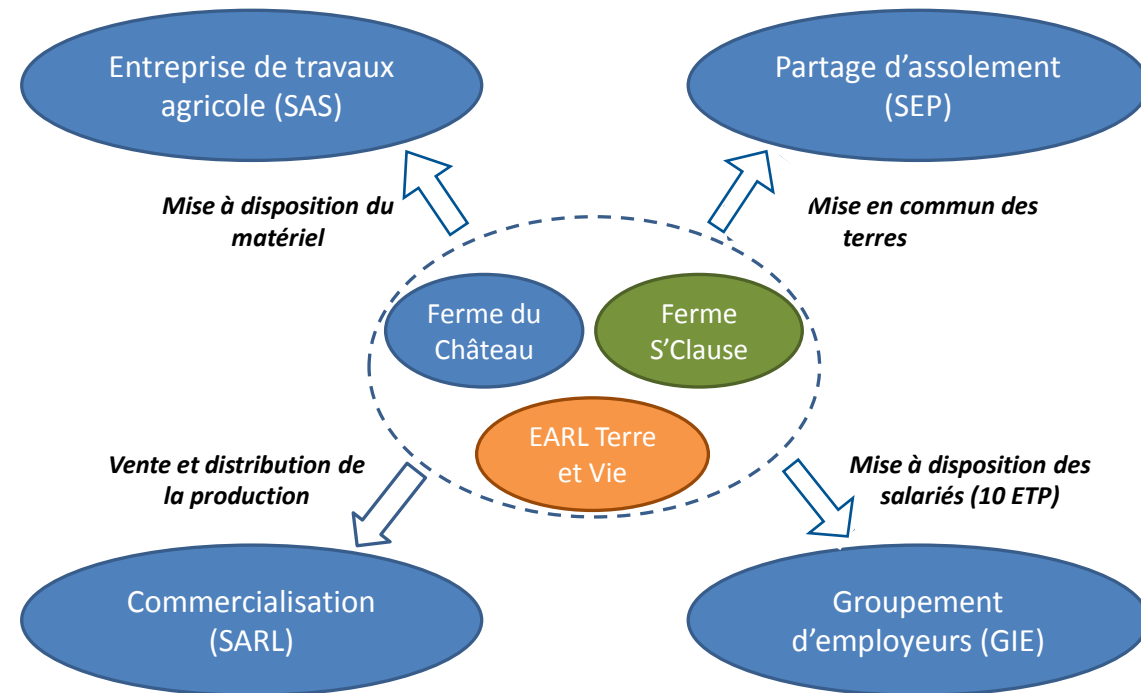 Entreprise de travaux
agricole (SAS)
Partage d’assolement
(SEP)
Mise à disposition du
matériel
Mise en commun des
terres
Ferme du
Château
Ferme
S’Clause
EARL Terre
et Vie
Vente et distribution de
la production
Mise à disposition des
salariés (10 ETP)
Commercialisation
(SARL)
Groupement
d’employeurs (GIE)